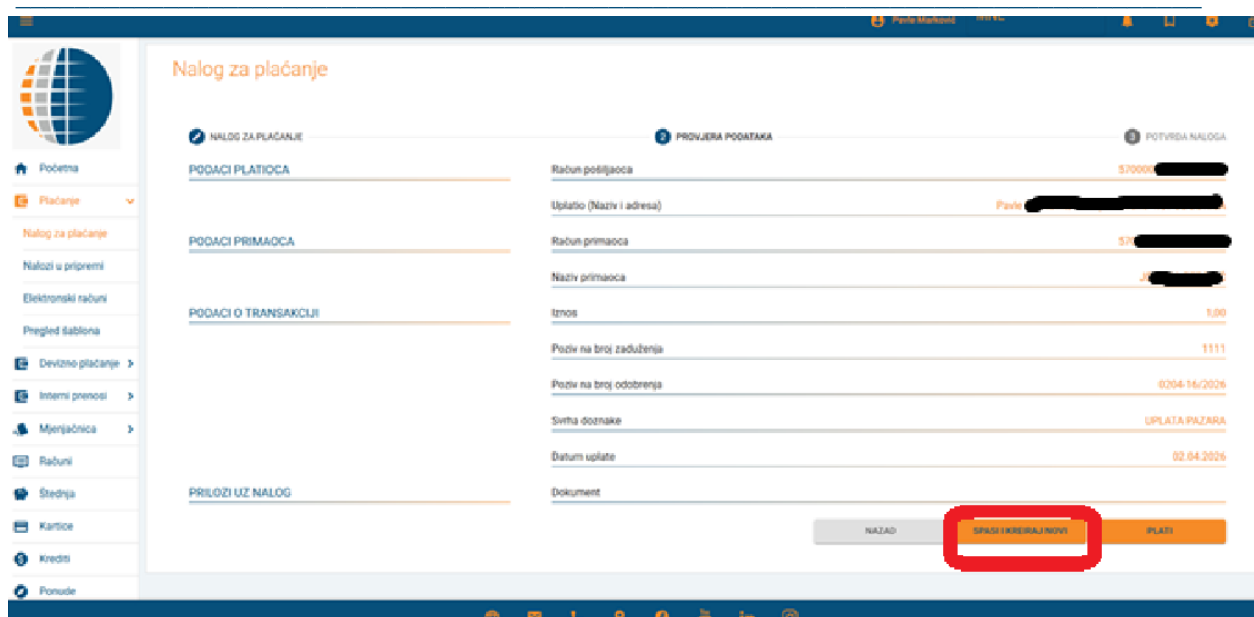 Pavle Marković
Nalog za plaćanje
NALOG ZA PLAĆANJE
2 PROVJERA PODATAKA
3 POTVRDA NALOGA
Početna
Plaćanje
Nalog za plaćanje
Nalozi u pripremi
Elektronski računi
Pregled šablona
Devizno plaćanje
Interni prenosi
Mjenjačnica
Računi
Štednja
Kartice
Krediti
Ponude
PODACI PLATIOCA
Račun pošiljaoca 570000
Uplatio (Naziv i adresa) Pavle
PODACI PRIMAOCA
Račun primaoca 570
Naziv primaoca
PODACI O TRANSAKCIJI
Iznos 1,00
Poziv na broj zaduženja 1111
Poziv na broj odobrenja 0204-16/2026
Svrha doznake UPLATA PAZARA
Datum uplate 02.04.2026
PRILOZI UZ NALOG
Dokument
NAZAD SPASI I KREIRAJ NOVI PLATI